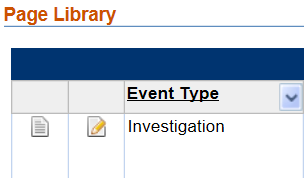 Page Library
Event Type
Investigation